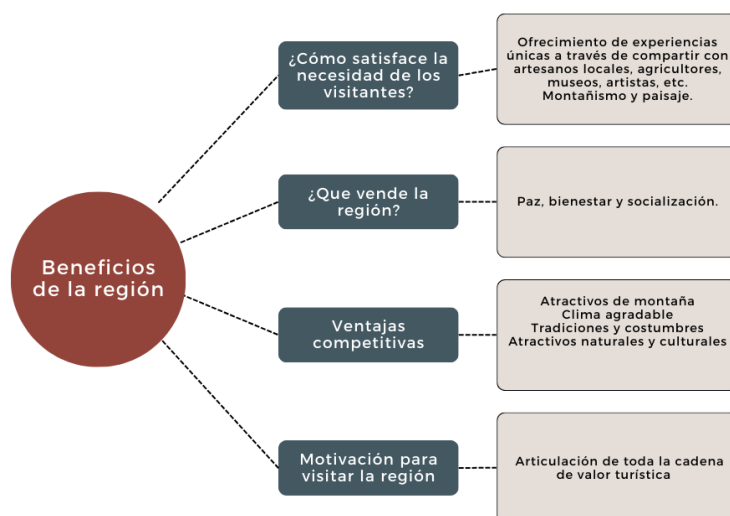 Beneficios
de la región
¿Cómo satisface la
necesidad de los
visitantes?
Ofrecimiento de experiencias
únicas a través de compartir con
artesanos locales, agricultores,
museos, artistas, etc.
Montañismo y paisaje.
¿Que vende la
región?
Paz, bienestar y socialización.
Ventajas
competitivas
Atractivos de montaña
Clima agradable
Tradiciones y costumbres
Atractivos naturales y culturales
Motivación para
visitar la región
Articulación de toda la cadena
de valor turística